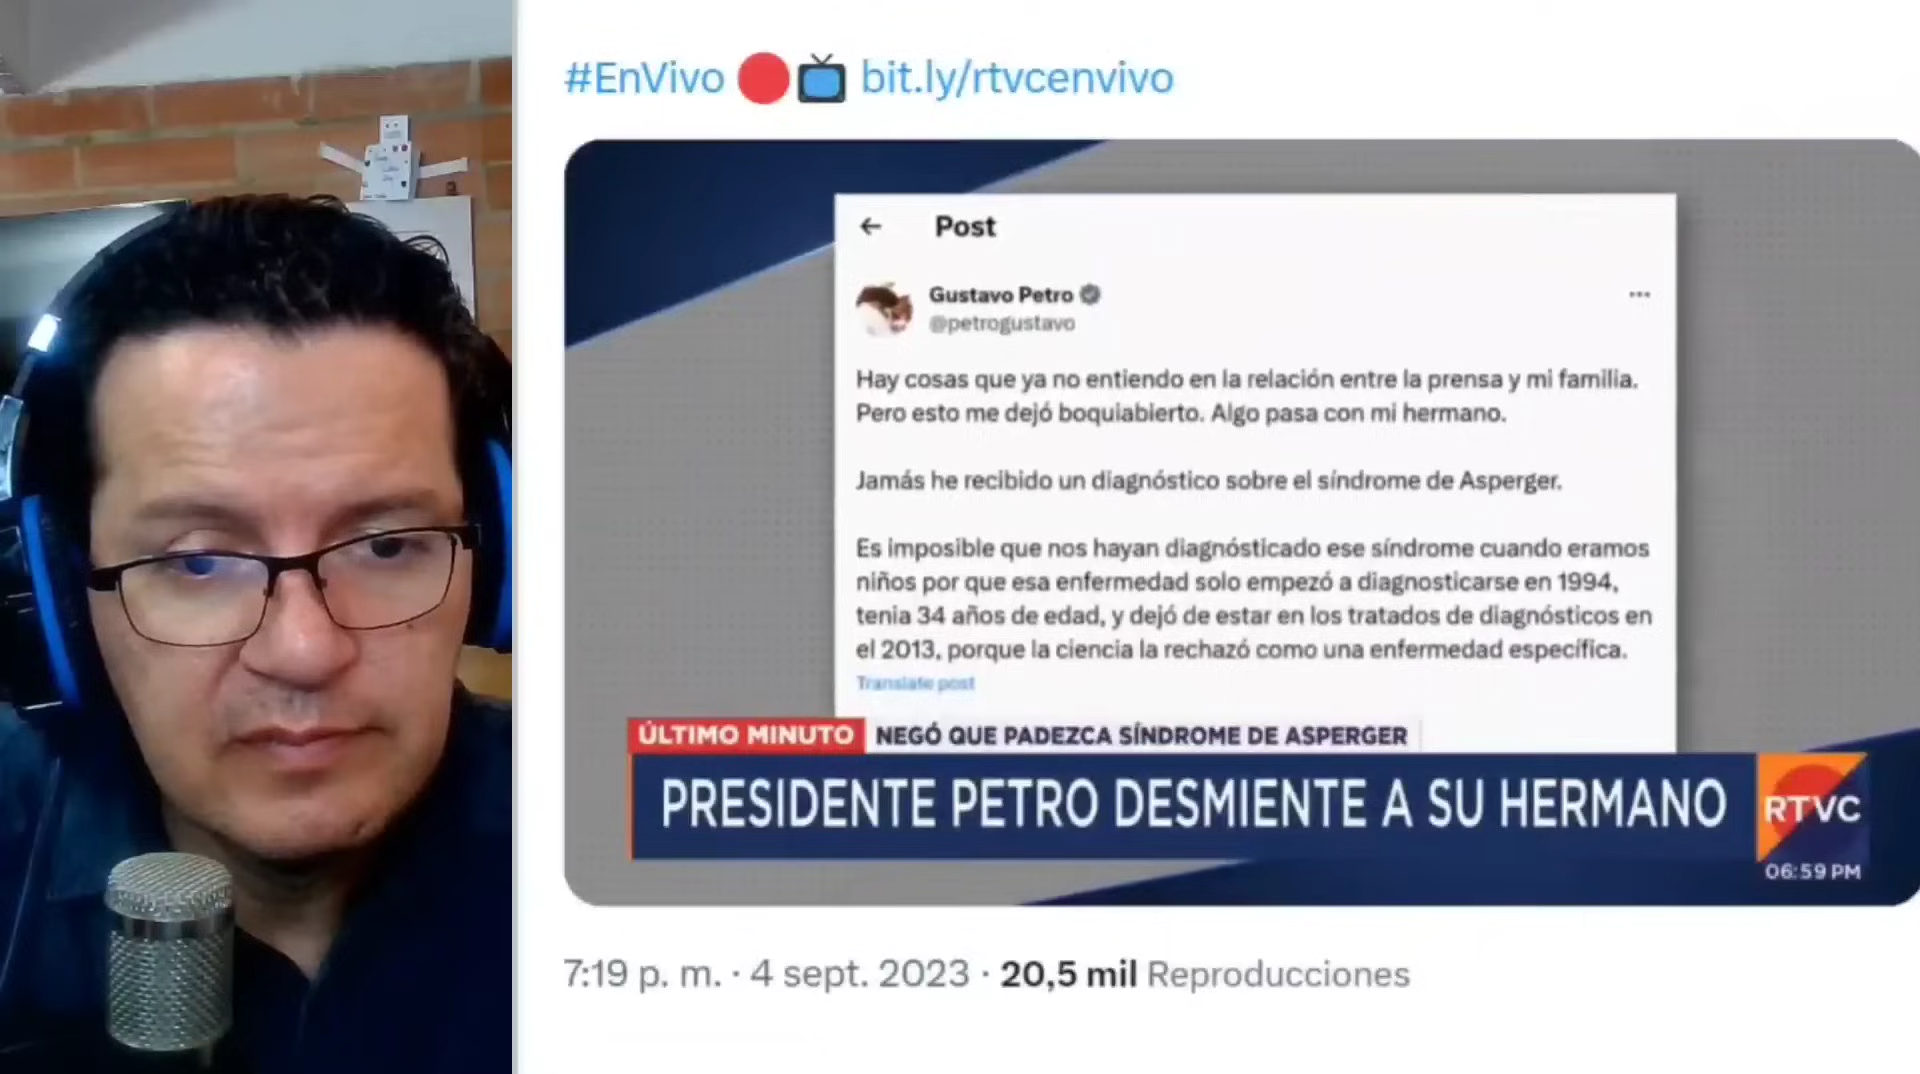 #EnVivo bit.ly/rtvcenvivo
Post
Gustavo Petro
@petrogustavo
Hay cosas que ya no entiendo en la relación entre la prensa y mi familia.
Pero esto me dejó boquiabierto. Algo pasa con mi hermano.
Jamás he recibido un diagnóstico sobre el síndrome de Asperger.
Es imposible que nos hayan diagnósticado ese síndrome cuando eramos
niños por que esa enfermedad solo empezó a diagnosticarse en 1994,
tenia 34 años de edad, y dejó de estar en los tratados de diagnósticos en
el 2013, porque la ciencia la rechazó como una enfermedad específica.
Translate post
ÚLTIMO MINUTO NEGÓ QUE PADEZCA SÍNDROME DE ASPERGER
PRESIDENTE PETRO DESMIENTE A SU HERMANO
RTVC
06:59 PM
7:19 p. m. · 4 sept. 2023 · 20,5 mil Reproducciones